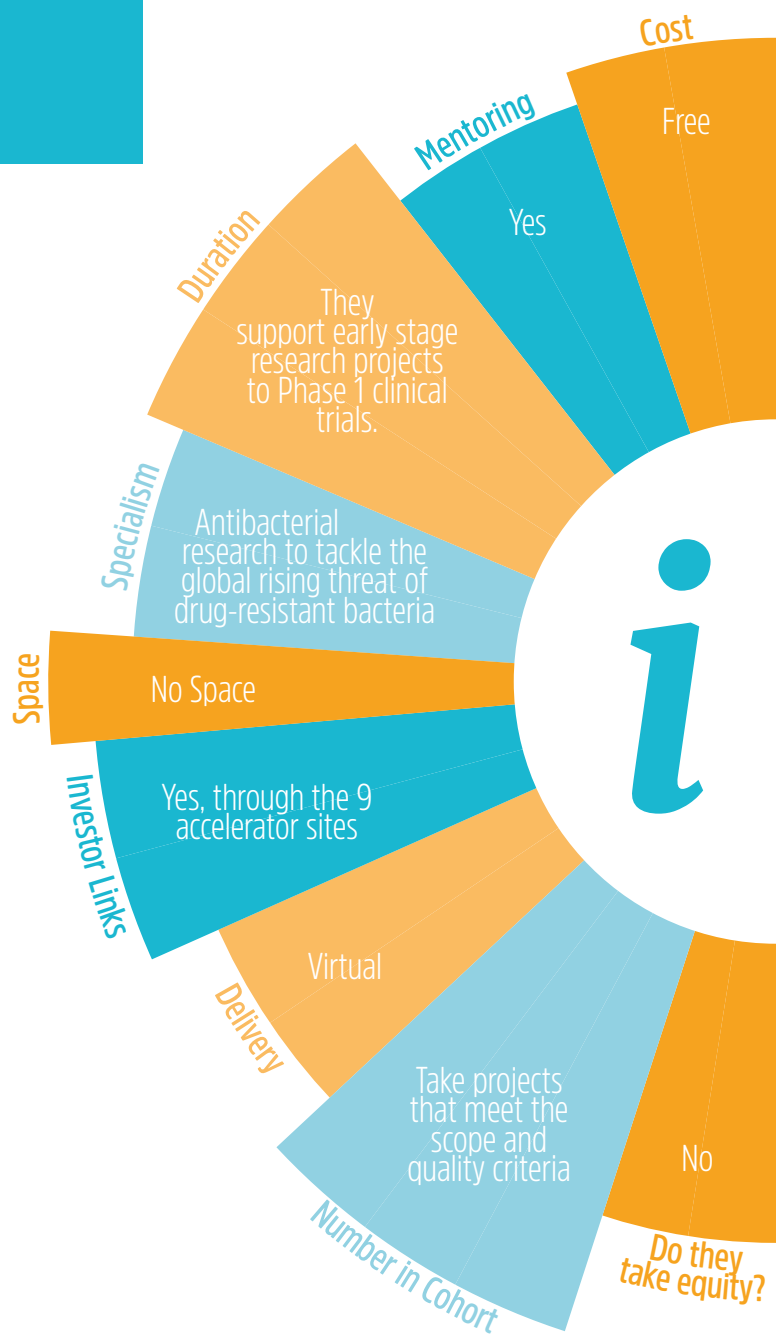 Cost
Free
Mentoring
Yes
Duration
They
support early stage
research projects
to Phase 1 clinical
trials.
Specialism
Antibacterial
research to tackle the
global rising threat of
drug-resistant bacteria
Space
No Space
Investor Links
Yes, through the 9
accelerator sites
Delivery
Virtual
Number in Cohort
Take projects
that meet the
scope and
quality criteria
Do they
take equity?
No
i